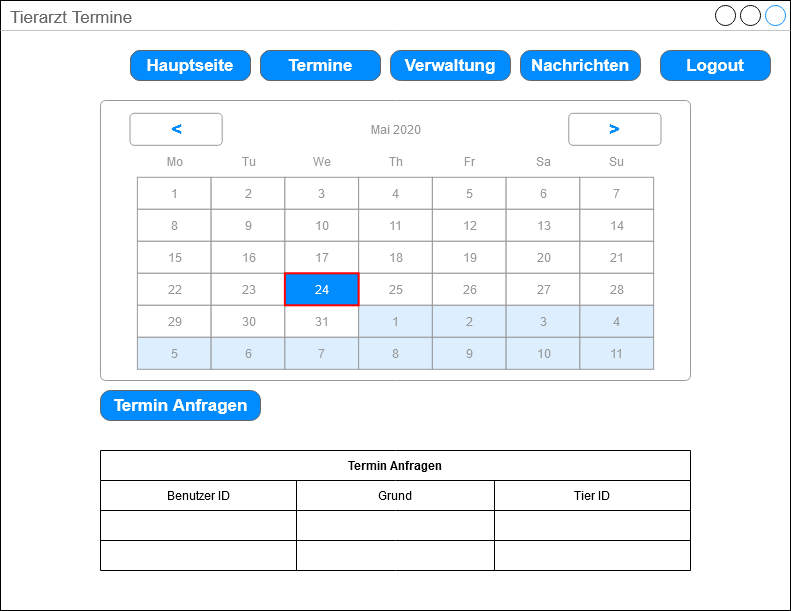 Tierarzt Termine
Hauptseite Termine Verwaltung Nachrichten Logout
< Mai 2020 >
Mo Tu We Th Fr Sa Su
1 2 3 4 5 6 7
8 9 10 11 12 13 14
15 16 17 18 19 20 21
22 23 24 25 26 27 28
29 30 31 1 2 3 4
5 6 7 8 9 10 11
Termin Anfragen
Termin Anfragen
Benutzer ID Grund Tier ID